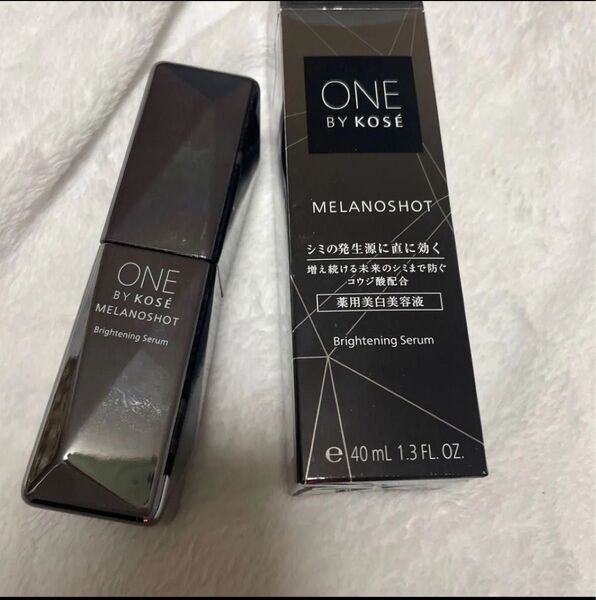 ONE
BY KOSÉ
MELANOSHOT
Brightening Serum
ONE
BY KOSÉ
MELANOSHOT
シミの発生源に直に効く
増え続ける未来のシミまで防ぐ
コウジ酸配合
薬用美白美容液
Brightening Serum
℮ 40 mL 1.3 FL. OZ.